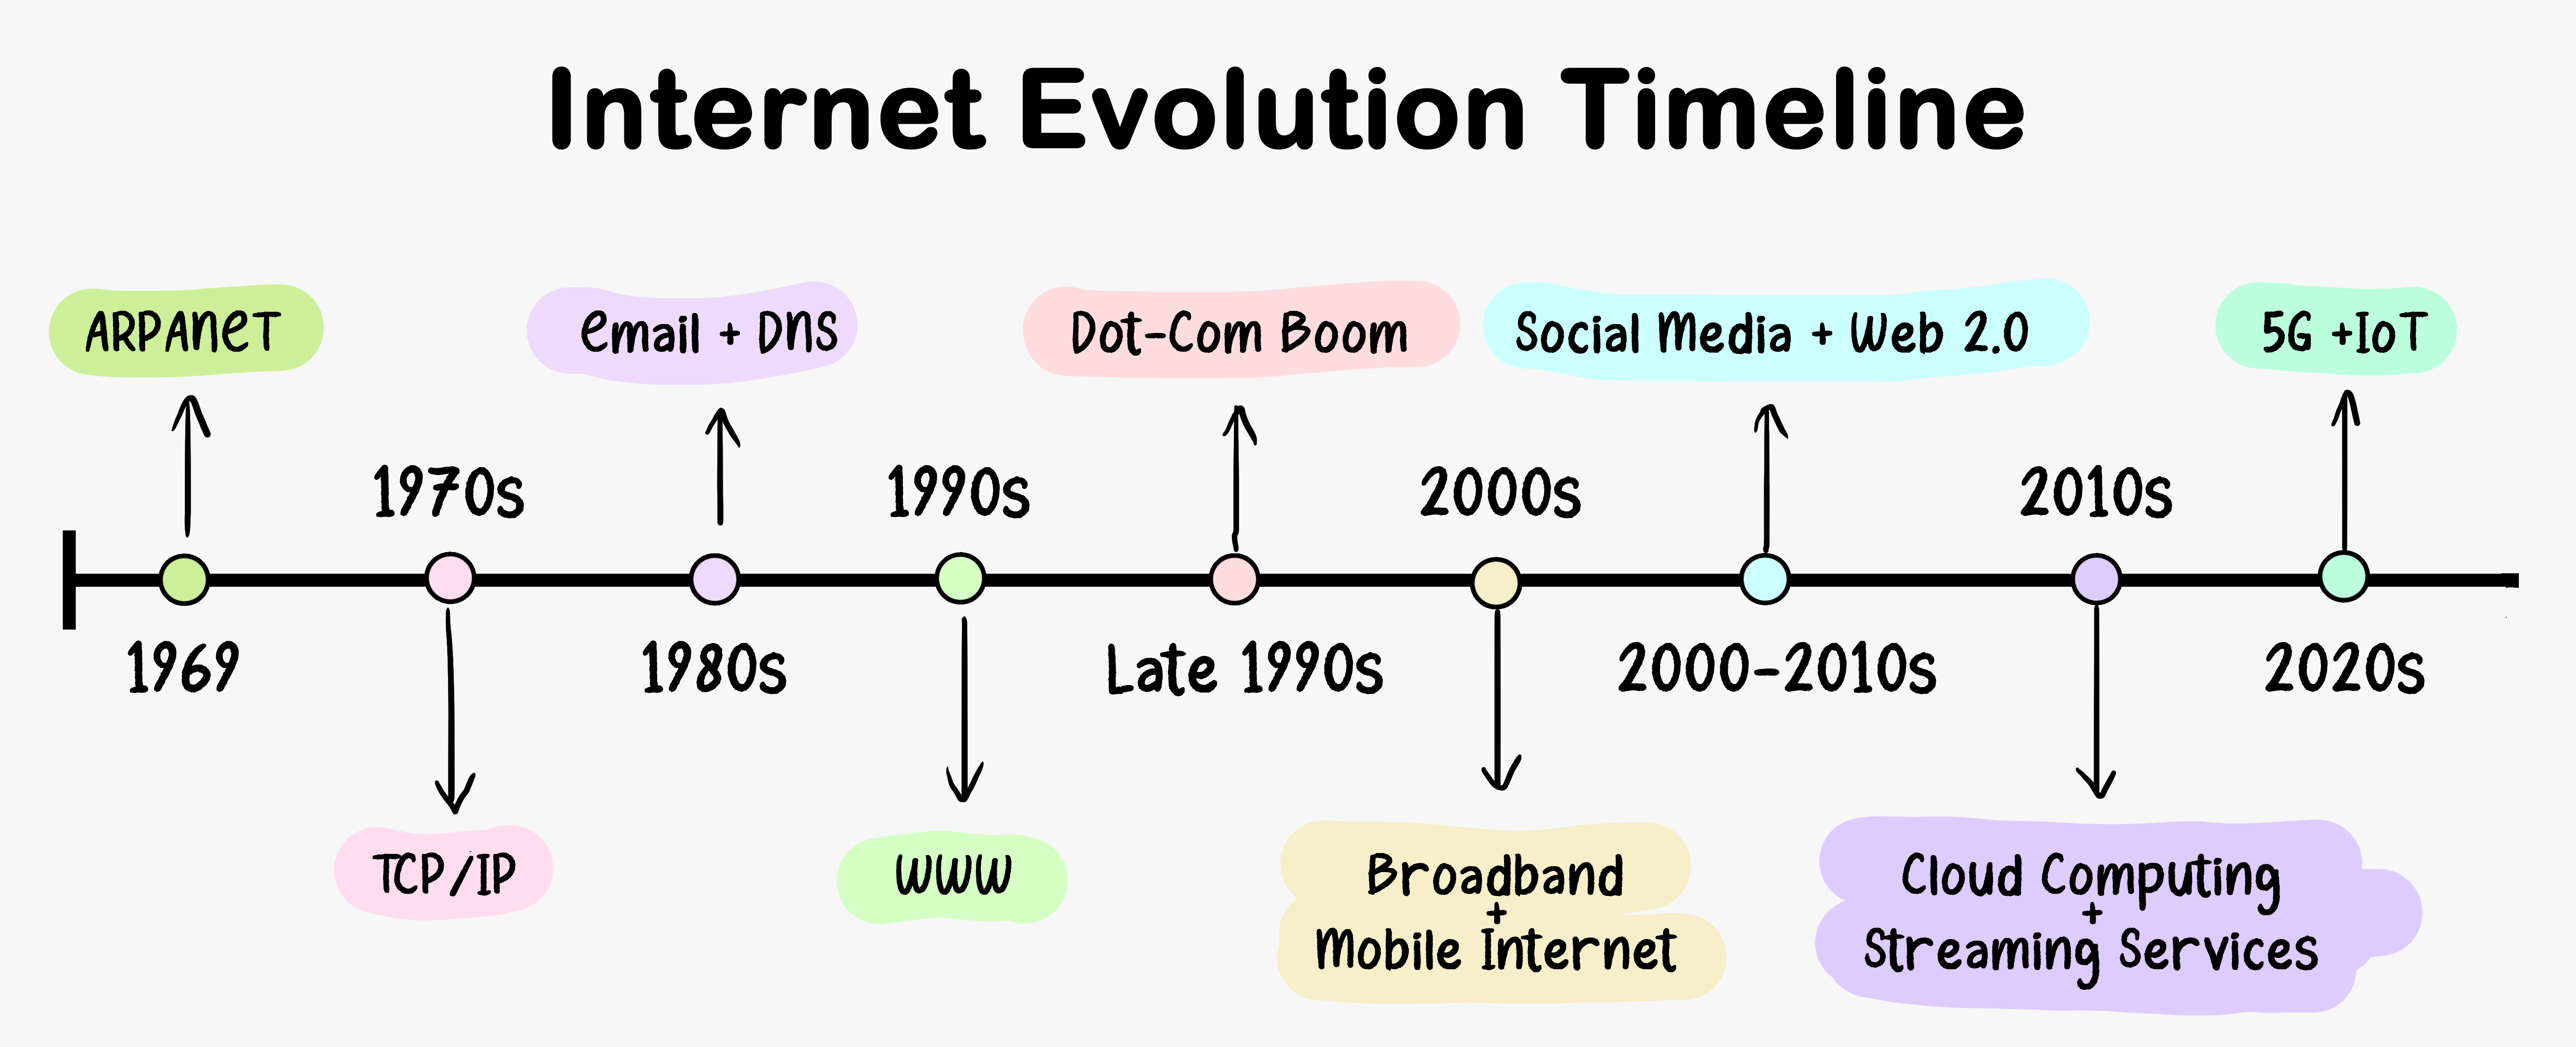 Internet Evolution Timeline
ARPANET
email + DNS
Dot-Com Boom
Social Media + Web 2.0
5G +IoT
1970s
1990s
2000s
2010s
1969
1980s
Late 1990s
2000-2010s
2020s
TCP/IP
WWW
Broadband
+
Mobile Internet
Cloud Computing
+
Streaming Services